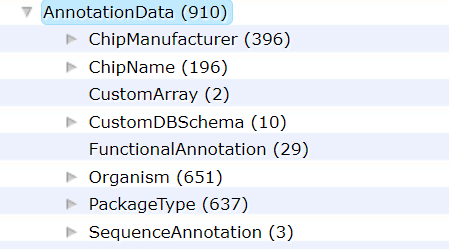 AnnotationData (910)
ChipManufacturer (396)
ChipName (196)
CustomArray (2)
CustomDBSchema (10)
FunctionalAnnotation (29)
Organism (651)
PackageType (637)
SequenceAnnotation (3)